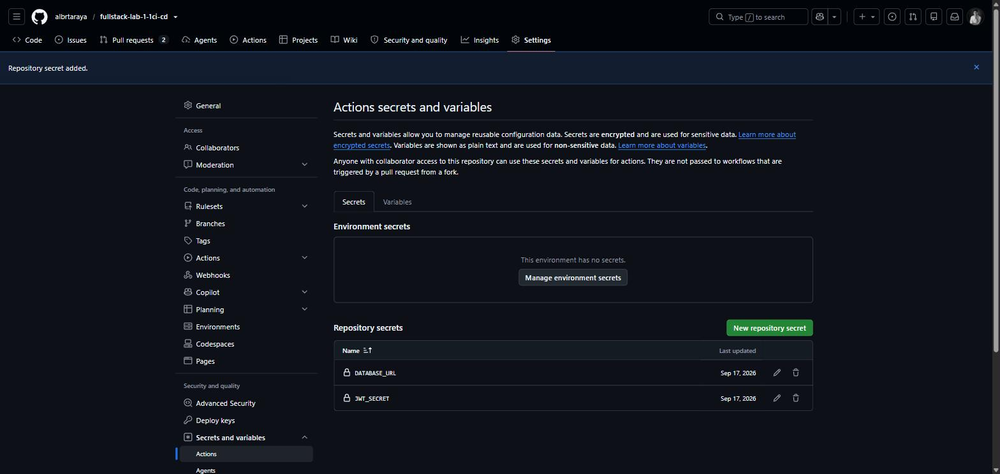 albrtaraya / fullstack-lab-1-1ci-cd
Type / to search
Code Issues Pull requests 2 Agents Actions Projects Wiki Security and quality Insights Settings
Repository secret added.
General
Access
Collaborators
Moderation
Code, planning, and automation
Rulesets
Branches
Tags
Actions
Webhooks
Copilot
Planning
Environments
Codespaces
Pages
Security and quality
Advanced Security
Deploy keys
Secrets and variables
Actions
Agents
Actions secrets and variables
Secrets and variables allow you to manage reusable configuration data. Secrets are encrypted and are used for sensitive data. Learn more about
encrypted secrets. Variables are shown as plain text and are used for non-sensitive data. Learn more about variables.
Anyone with collaborator access to this repository can use these secrets and variables for actions. They are not passed to workflows that are
triggered by a pull request from a fork.
Secrets Variables
Environment secrets
This environment has no secrets.
Manage environment secrets
Repository secrets New repository secret
Name Last updated
DATABASE_URL Sep 17, 2026
JWT_SECRET Sep 17, 2026